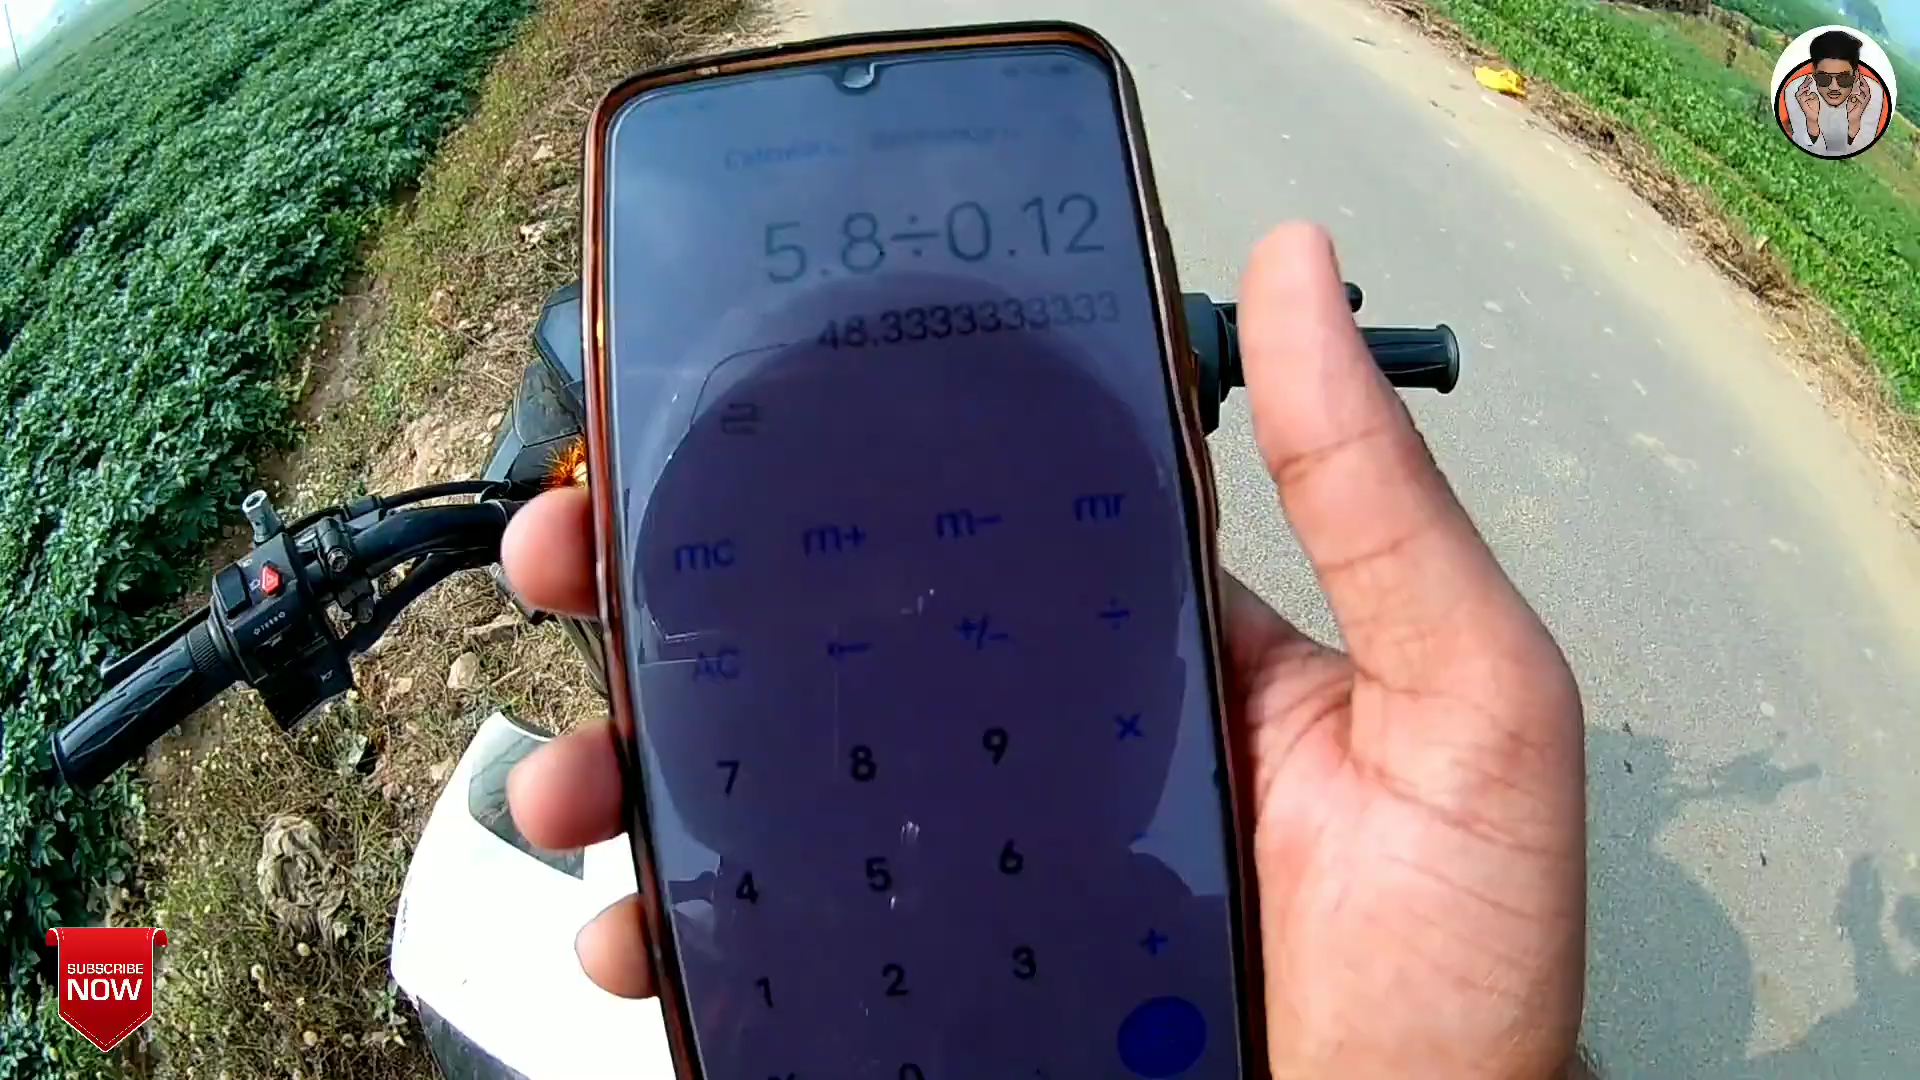 5.8÷0.12
48.3333333333
mc m+ m− mr
AC ← +/− ÷
7 8 9 ×
4 5 6
1 2 3 +
0
SUBSCRIBE
NOW